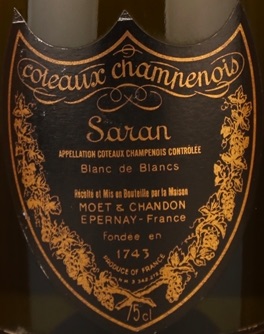 coteaux champenois
Saran
APPELLATION COTEAUX CHAMPENOIS CONTRÔLÉE
Blanc de Blancs
Récolté et Mis en Bouteille par la Maison
MOET & CHANDON
EPERNAY-France
fondée en
1743
PRODUCE OF FRANCE
75cl